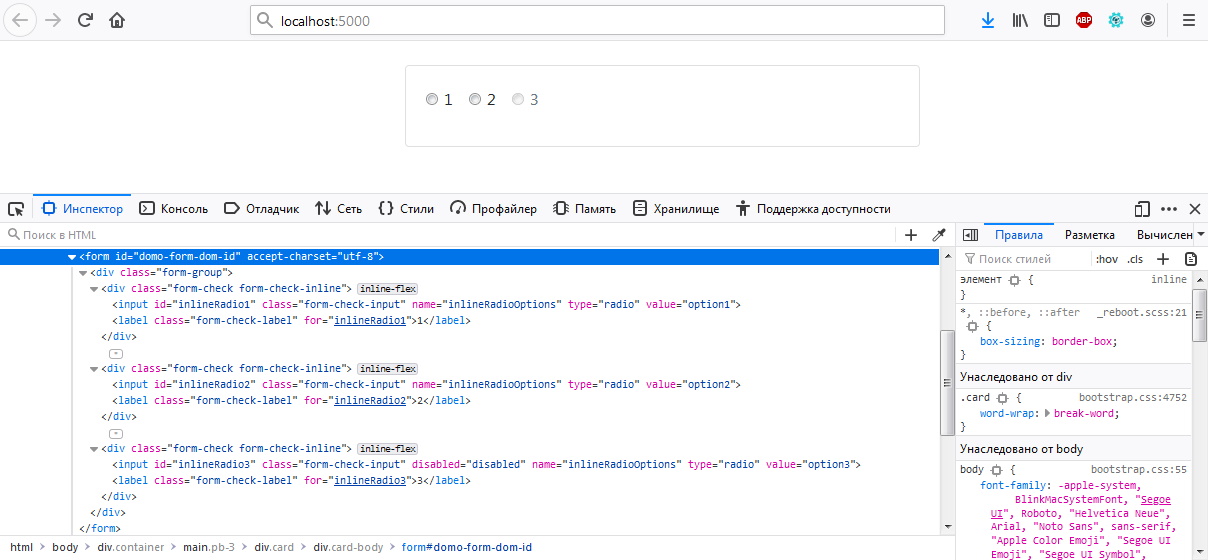 localhost:5000
ABP
1 2 3
Инспектор Консоль Отладчик Сеть Стили Профайлер Память Хранилище Поддержка доступности
Поиск в HTML
<form id="domo-form-dom-id" accept-charset="utf-8">
<div class="form-group">
<div class="form-check form-check-inline"> inline-flex
<input id="inlineRadio1" class="form-check-input" name="inlineRadioOptions" type="radio" value="option1">
<label class="form-check-label" for="inlineRadio1">1</label>
</div>
<div class="form-check form-check-inline"> inline-flex
<input id="inlineRadio2" class="form-check-input" name="inlineRadioOptions" type="radio" value="option2">
<label class="form-check-label" for="inlineRadio2">2</label>
</div>
<div class="form-check form-check-inline"> inline-flex
<input id="inlineRadio3" class="form-check-input" disabled="disabled" name="inlineRadioOptions" type="radio" value="option3">
<label class="form-check-label" for="inlineRadio3">3</label>
</div>
</div>
</form>
html body div.container main.pb-3 div.card div.card-body form#domo-form-dom-id
Правила Разметка Вычислен
Поиск стилей :hov .cls
элемент { inline
}
*, ::before, ::after _reboot.scss:21
{
box-sizing: border-box;
}
Унаследовано от div
.card { bootstrap.css:4752
word-wrap: break-word;
}
Унаследовано от body
body { bootstrap.css:55
font-family: -apple-system,
BlinkMacSystemFont, "Segoe
UI", Roboto, "Helvetica Neue",
Arial, "Noto Sans", sans-serif,
"Apple Color Emoji", "Segoe UI
Emoji", "Segoe UI Symbol",